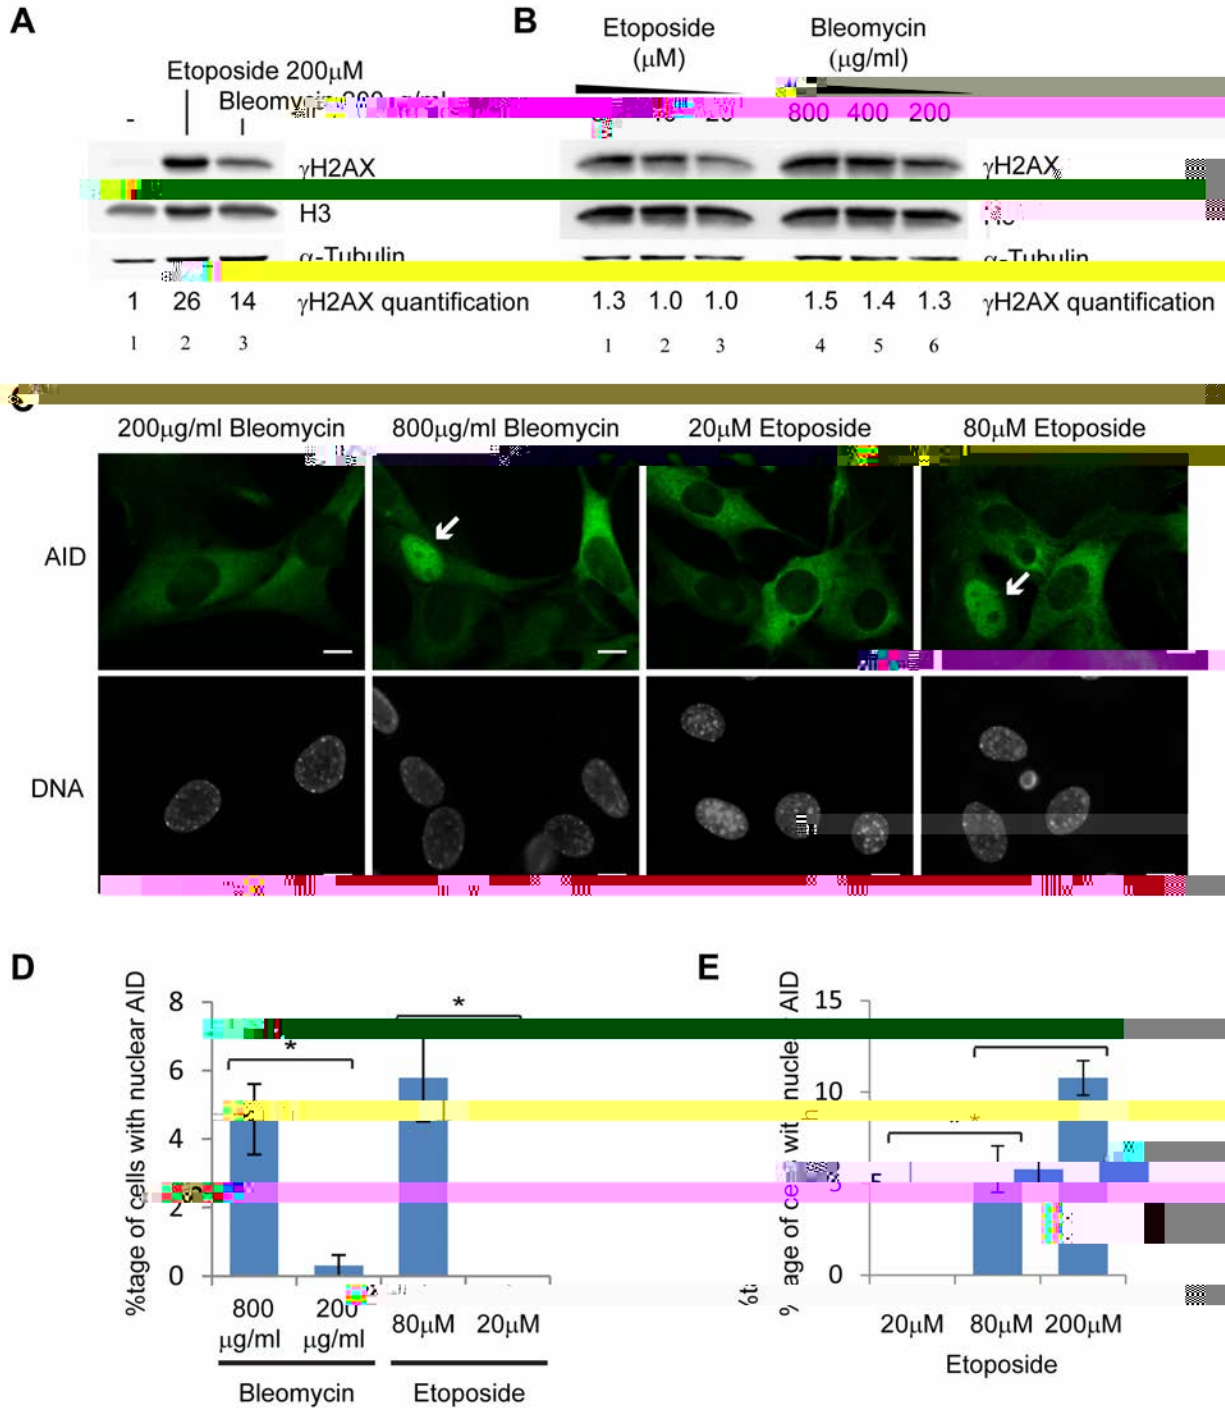 A
B
Etoposide 200μM
Etoposide
(μM)
Bleomycin
(μg/ml)
-
800 400 200
γH2AX
γH2AX
H3
α-Tubulin
α-Tubulin
1 26 14 γH2AX quantification
1.3 1.0 1.0 1.5 1.4 1.3 γH2AX quantification
1 2 3
1 2 3 4 5 6
200μg/ml Bleomycin 800μg/ml Bleomycin 20μM Etoposide 80μM Etoposide
AID
DNA
D
%tage of cells with nuclear AID
8
6
4
2
0
*
*
800 μg/ml
200 μg/ml
80μM 20μM
Bleomycin Etoposide
E
AID
15
10
0
*
20μM 80μM 200μM
Etoposide